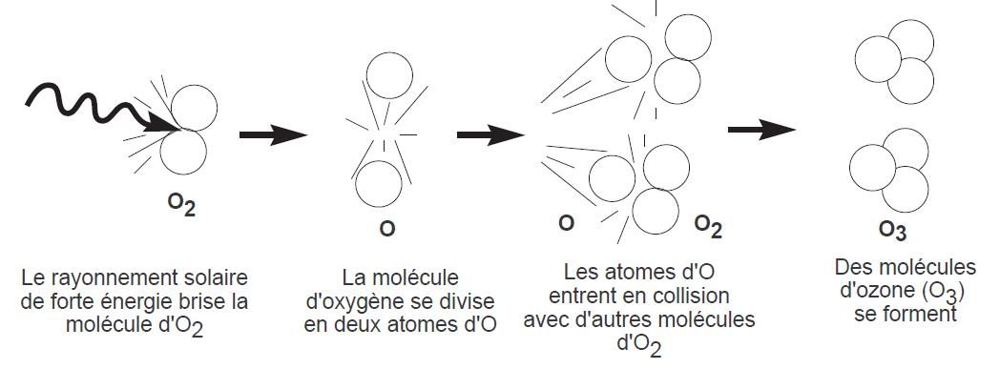 O2
Le rayonnement solaire
de forte énergie brise la
molécule d'O2
O
La molécule
d'oxygène se divise
en deux atomes d'O
O
O2
Les atomes d'O
entrent en collision
avec d'autres molécules
d'O2
O3
Des molécules
d'ozone (O3)
se forment